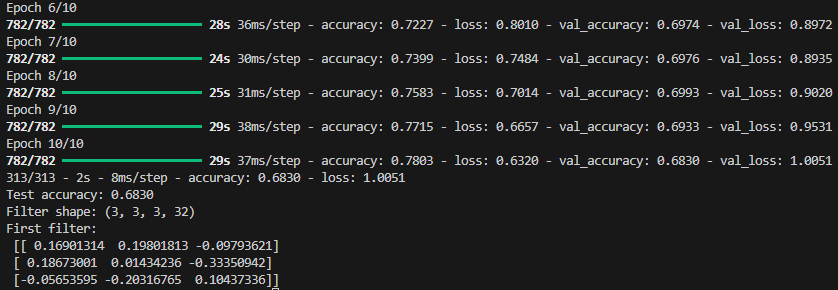 Epoch 6/10
782/782 28s 36ms/step - accuracy: 0.7227 - loss: 0.8010 - val_accuracy: 0.6974 - val_loss: 0.8972
Epoch 7/10
782/782 24s 30ms/step - accuracy: 0.7399 - loss: 0.7484 - val_accuracy: 0.6976 - val_loss: 0.8935
Epoch 8/10
782/782 25s 31ms/step - accuracy: 0.7583 - loss: 0.7014 - val_accuracy: 0.6993 - val_loss: 0.9020
Epoch 9/10
782/782 29s 38ms/step - accuracy: 0.7715 - loss: 0.6657 - val_accuracy: 0.6933 - val_loss: 0.9531
Epoch 10/10
782/782 29s 37ms/step - accuracy: 0.7803 - loss: 0.6320 - val_accuracy: 0.6830 - val_loss: 1.0051
313/313 - 2s - 8ms/step - accuracy: 0.6830 - loss: 1.0051
Test accuracy: 0.6830
Filter shape: (3, 3, 3, 32)
First filter:
[[ 0.16901314 0.19801813 -0.09793621]
[ 0.18673001 0.01434236 -0.33350942]
[-0.05653595 -0.20316765 0.10437336]]